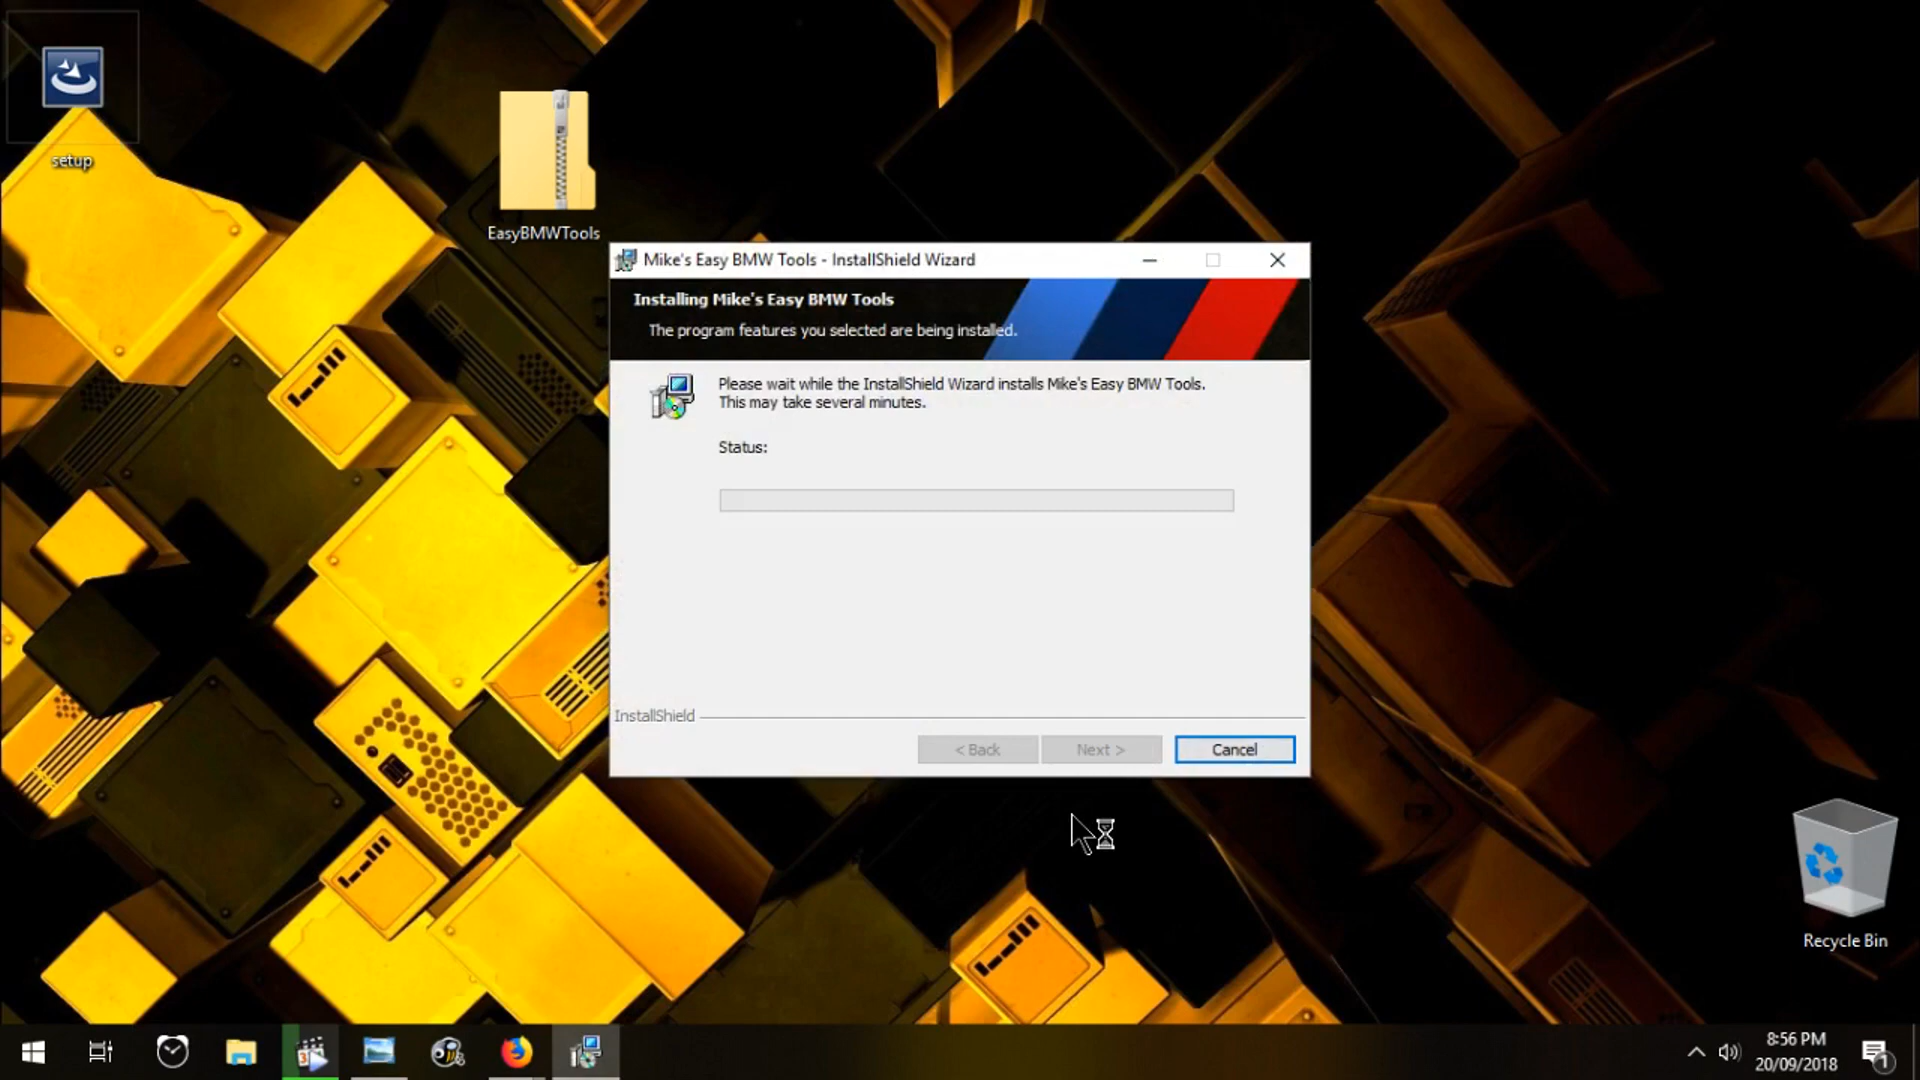 setup
EasyBMWTools
Mike's Easy BMW Tools - InstallShield Wizard
Installing Mike's Easy BMW Tools
The program features you selected are being installed.
Please wait while the InstallShield Wizard installs Mike's Easy BMW Tools.
This may take several minutes.
Status:
InstallShield
< Back
Next >
Cancel
Recycle Bin
8:56 PM
20/09/2018
1